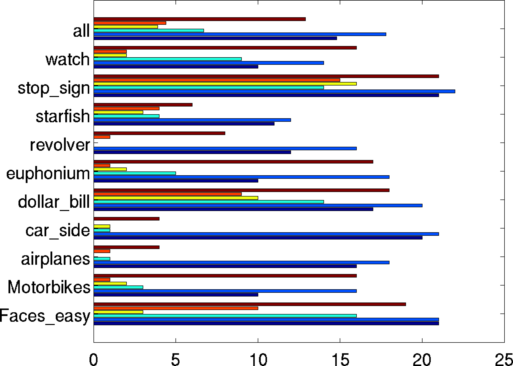 all
watch
stop_sign
starfish
revolver
euphonium
dollar_bill
car_side
airplanes
Motorbikes
Faces_easy
0 5 10 15 20 25